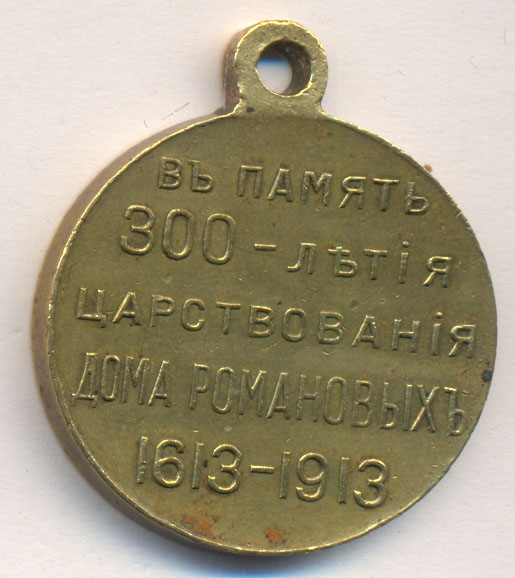 ВЪ ПАМЯТЬ
300-ЛѢТІЯ
ЦАРСТВОВАНІЯ
ДОМА РОМАНОВЫХЪ
1613-1913